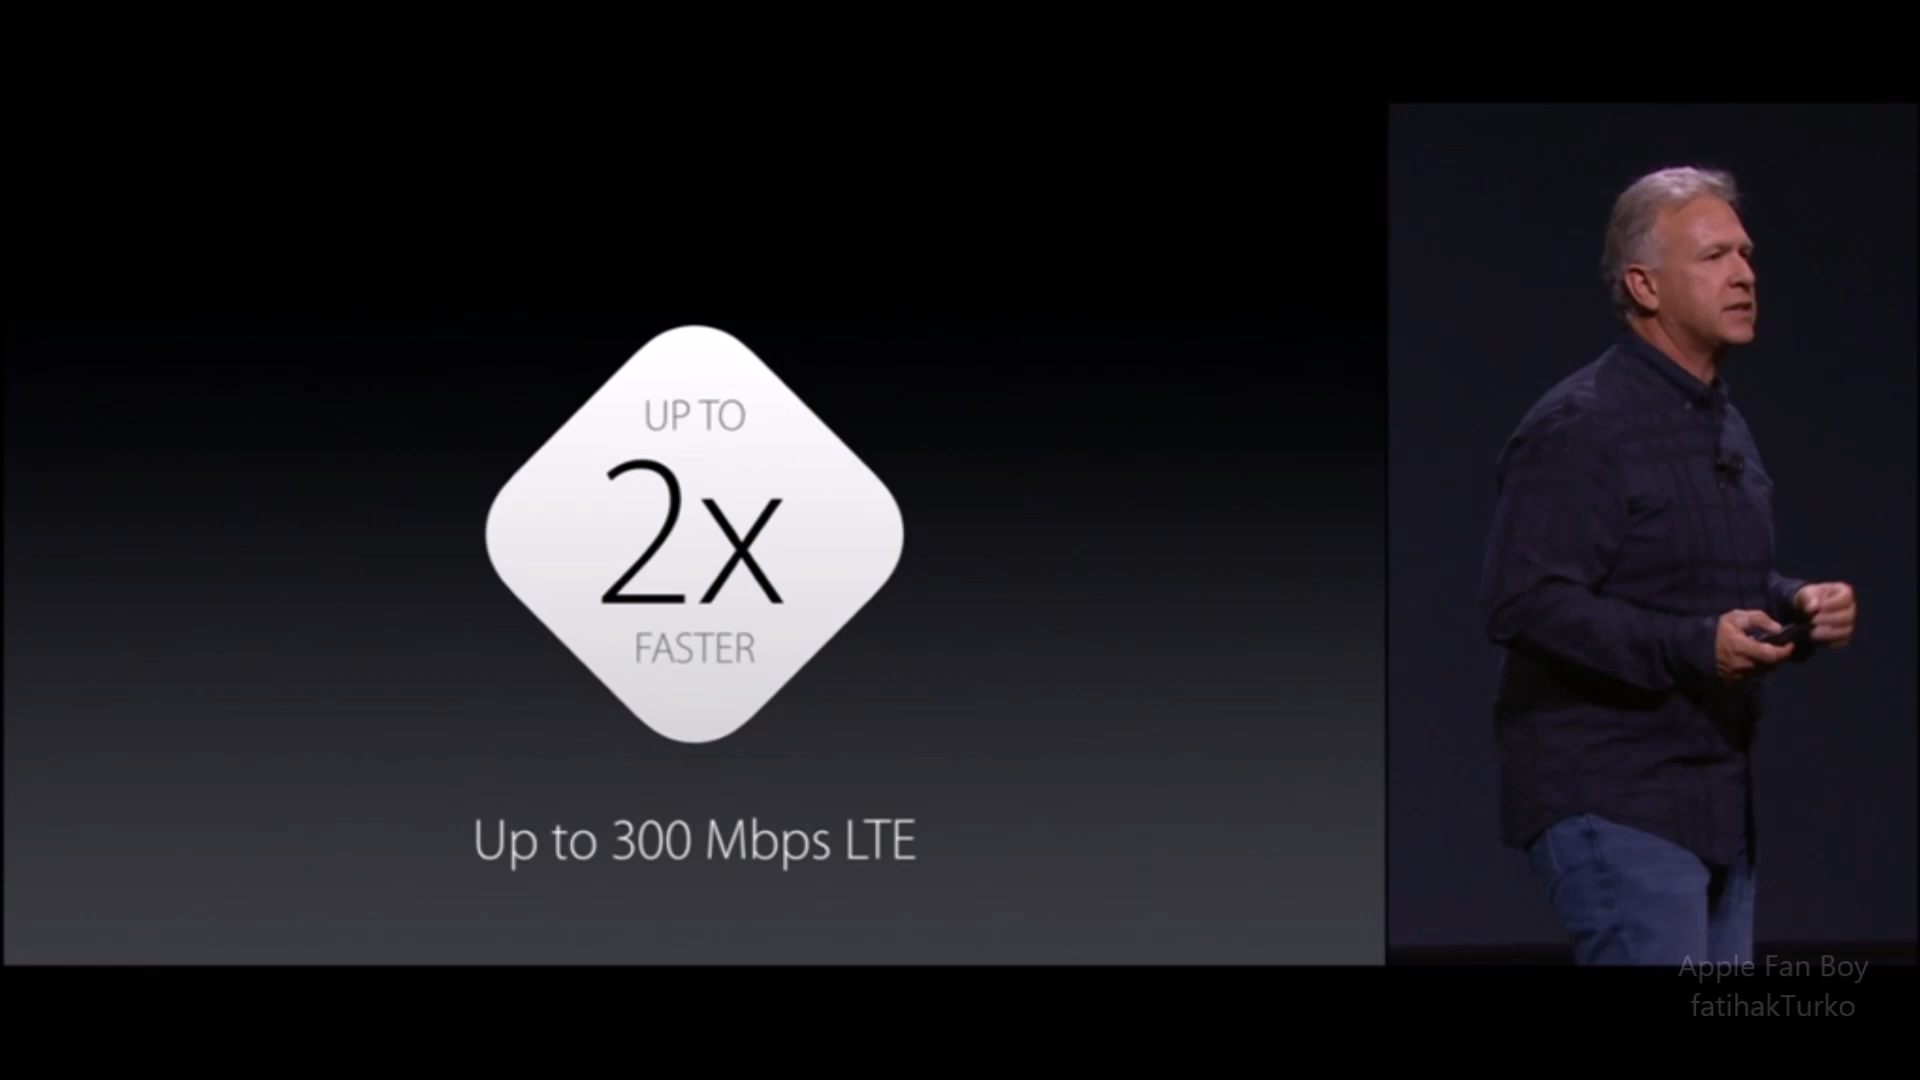 UP TO
2x
FASTER
Up to 300 Mbps LTE
Apple Fan Boy
fatihakTurko